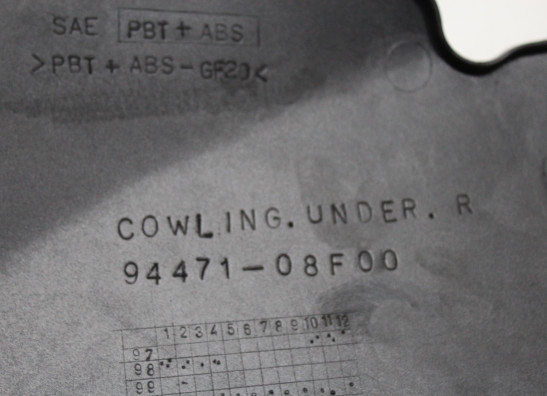 SAE PBT + ABS
>PBT + ABS-GF20<
COWLING. UNDER. R
94471-08F00
1 2 3 4 5 6 7 8 9 10 11 12
97
98
99